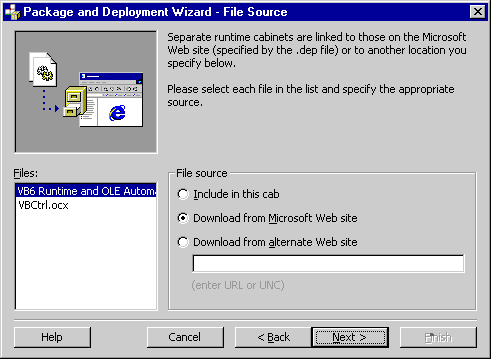 Package and Deployment Wizard - File Source
Separate runtime cabinets are linked to those on the Microsoft
Web site (specified by the .dep file) or to another location you
specify below.
Please select each file in the list and specify the appropriate
source.
Files:
VB6 Runtime and OLE Automa
VBCtrl.ocx
File source
Include in this cab
Download from Microsoft Web site
Download from alternate Web site
(enter URL or UNC)
Help
Cancel
< Back
Next >
Finish